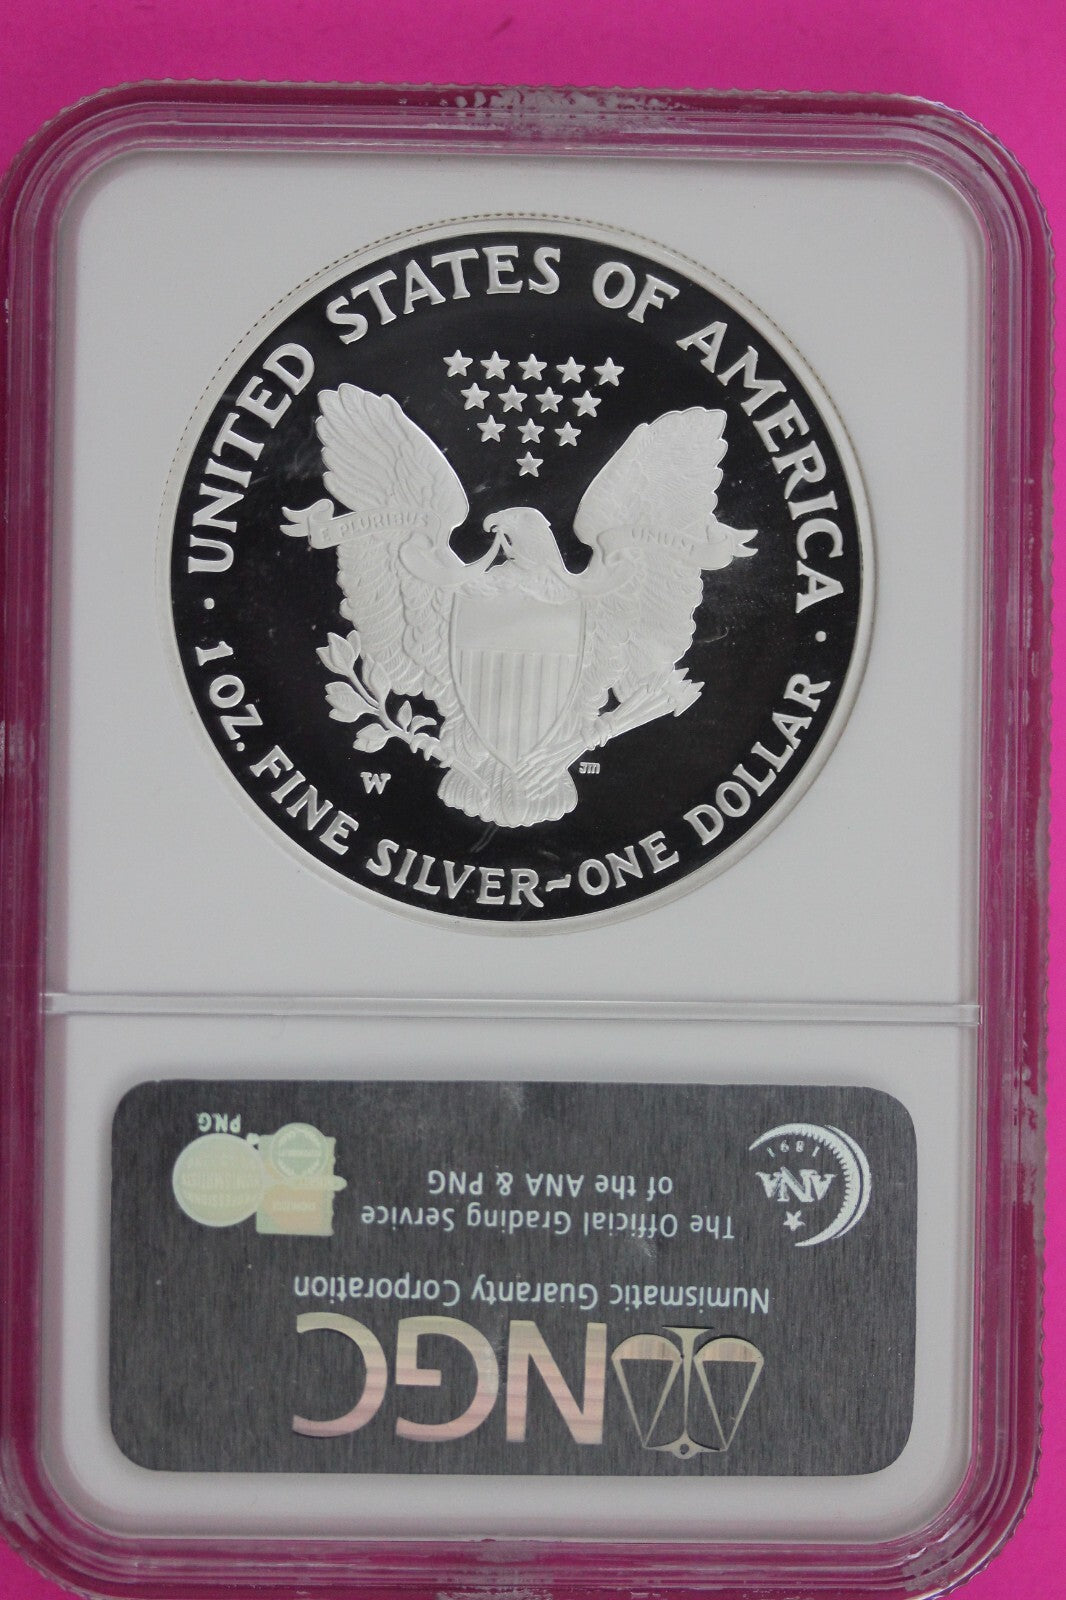 UNITED STATES OF AMERICA
E PLURIBUS UNUM
W
JM
· 1 OZ. FINE SILVER~ONE DOLLAR ·
NGC
Numismatic Guaranty Corporation
The Official Grading Service
of the ANA & PNG
ANA
1891
PNG